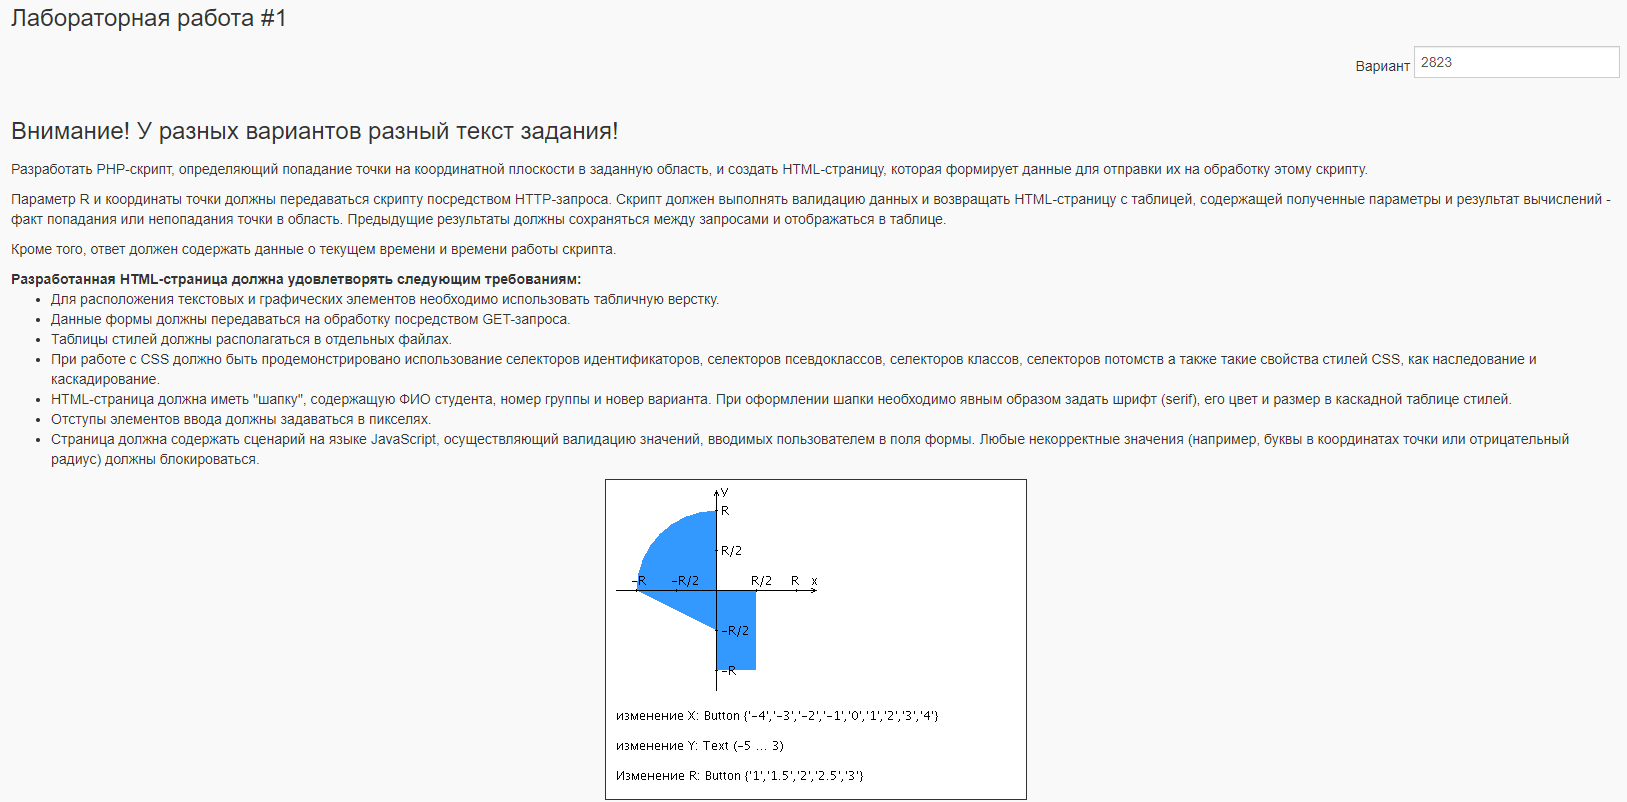 Лабораторная работа #1
Вариант 2823
Внимание! У разных вариантов разный текст задания!
Разработать PHP-скрипт, определяющий попадание точки на координатной плоскости в заданную область, и создать HTML-страницу, которая формирует данные для отправки их на обработку этому скрипту.
Параметр R и координаты точки должны передаваться скрипту посредством HTTP-запроса. Скрипт должен выполнять валидацию данных и возвращать HTML-страницу с таблицей, содержащей полученные параметры и результат вычислений -
факт попадания или непопадания точки в область. Предыдущие результаты должны сохраняться между запросами и отображаться в таблице.
Кроме того, ответ должен содержать данные о текущем времени и времени работы скрипта.
Разработанная HTML-страница должна удовлетворять следующим требованиям:
• Для расположения текстовых и графических элементов необходимо использовать табличную верстку.
• Данные формы должны передаваться на обработку посредством GET-запроса.
• Таблицы стилей должны располагаться в отдельных файлах.
• При работе с CSS должно быть продемонстрировано использование селекторов идентификаторов, селекторов псевдоклассов, селекторов классов, селекторов потомств а также такие свойства стилей CSS, как наследование и
каскадирование.
• HTML-страница должна иметь "шапку", содержащую ФИО студента, номер группы и новер варианта. При оформлении шапки необходимо явным образом задать шрифт (serif), его цвет и размер в каскадной таблице стилей.
• Отступы элементов ввода должны задаваться в пикселях.
• Страница должна содержать сценарий на языке JavaScript, осуществляющий валидацию значений, вводимых пользователем в поля формы. Любые некорректные значения (например, буквы в координатах точки или отрицательный
радиус) должны блокироваться.
y
R
R/2
-R -R/2 R/2 R x
-R/2
-R
изменение X: Button {'-4','-3','-2','-1','0','1','2','3','4'}
изменение Y: Text (-5 ... 3)
Изменение R: Button {'1','1.5','2','2.5','3'}